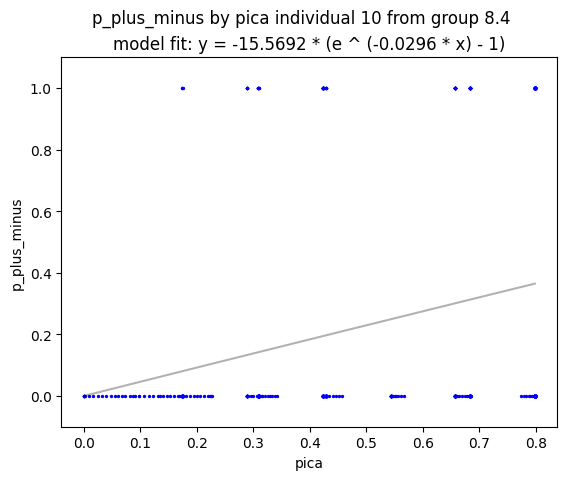 p_plus_minus by pica individual 10 from group 8.4
model fit: y = -15.5692 * (e ^ (-0.0296 * x) - 1)
1.0
0.8
0.6
0.4
0.2
0.0
p_plus_minus
0.0 0.1 0.2 0.3 0.4 0.5 0.6 0.7 0.8
pica